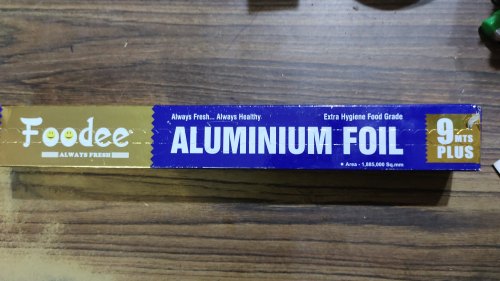 Foodee
ALWAYS FRESH
Always Fresh... Always Healthy
Extra Hygiene Food Grade
ALUMINIUM FOIL
• Area - 1,885,000 Sq.mm
9 MTS
PLUS